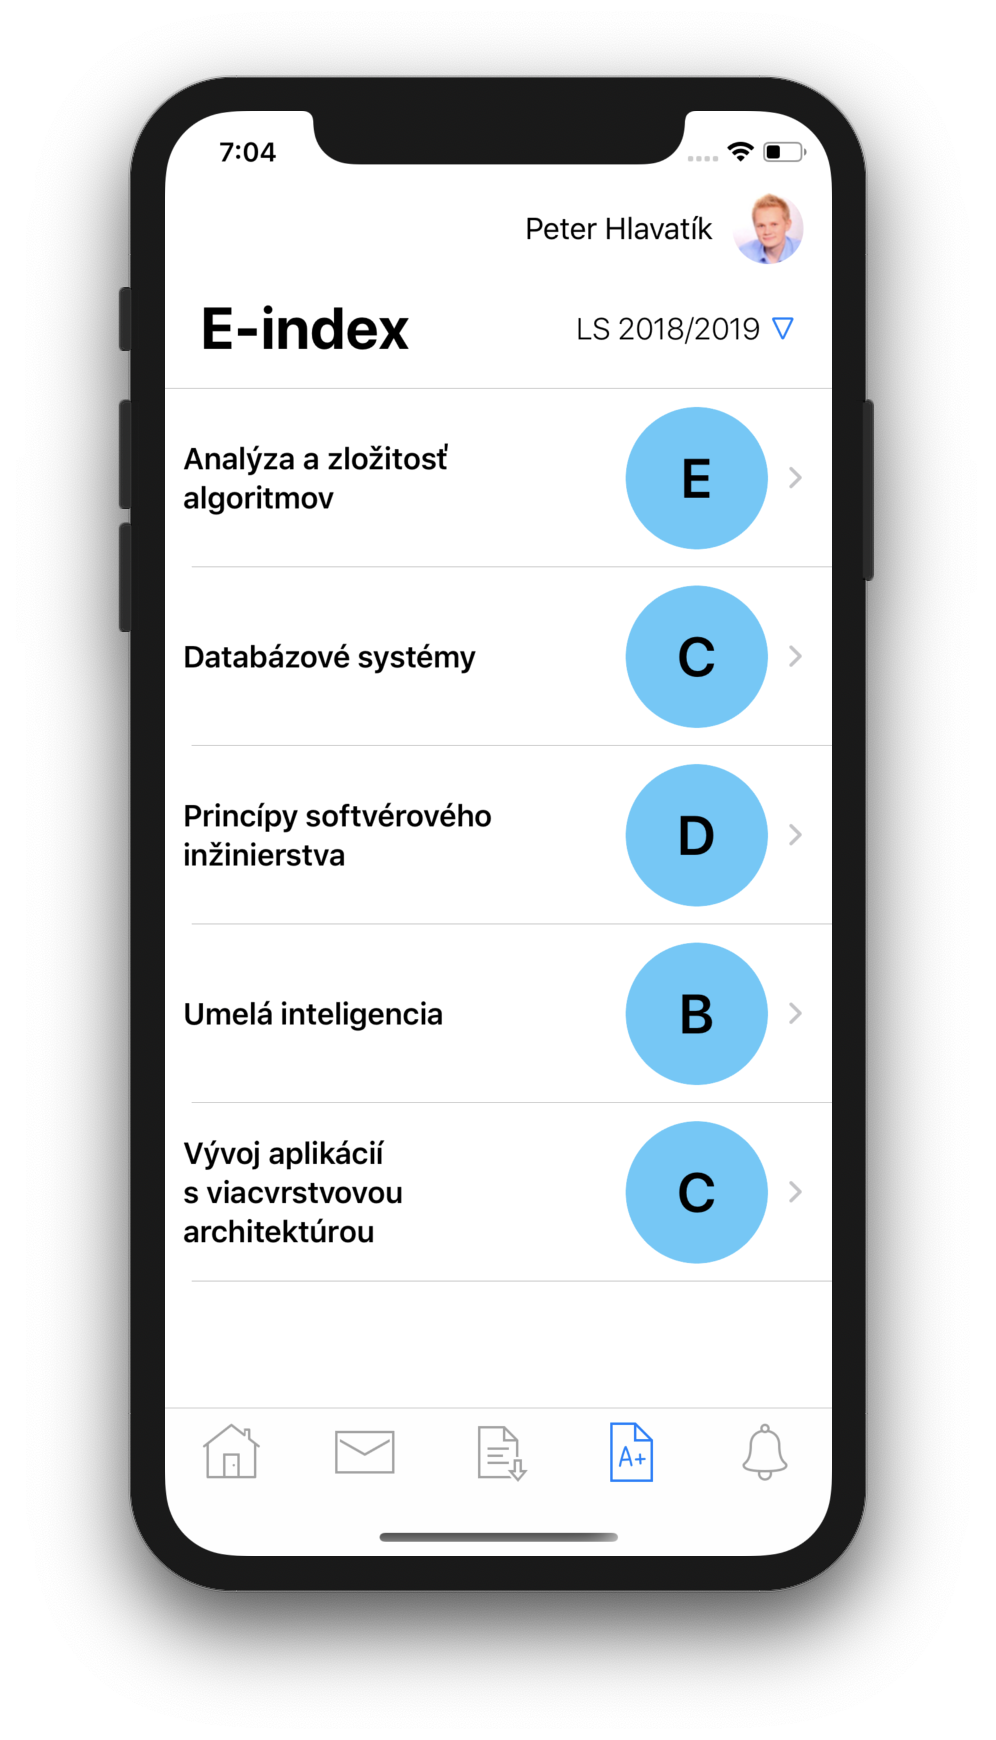 7:04
Peter Hlavatík
E-index
LS 2018/2019
Analýza a zložitosť
algoritmov
E
Databázové systémy
C
Princípy softvérového
inžinierstva
D
Umelá inteligencia
B
Vývoj aplikácií
s viacvrstvovou
architektúrou
C
A+